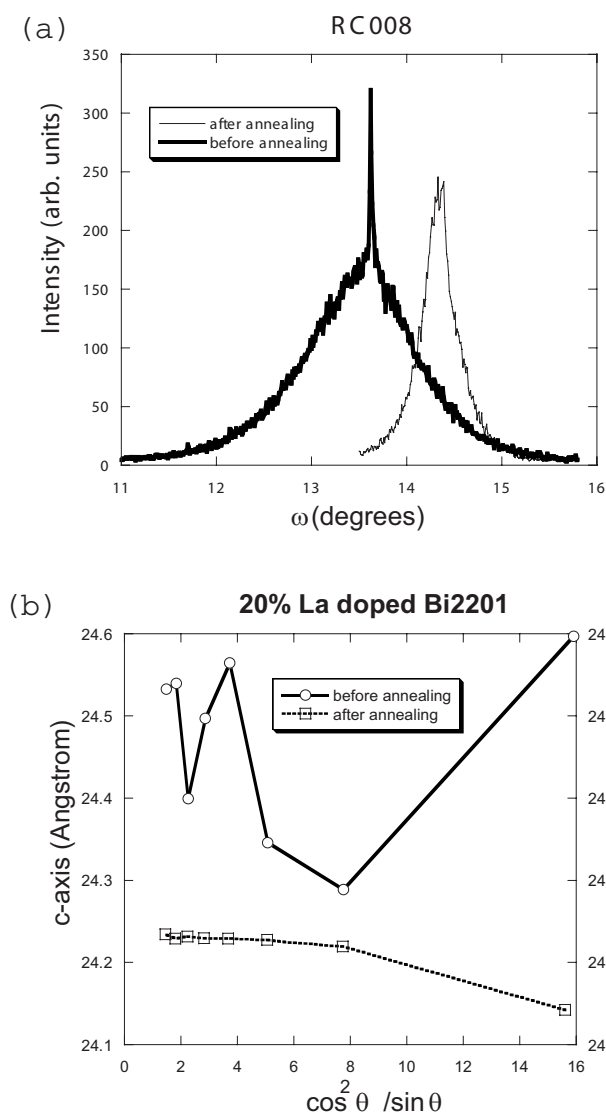 (a)
RC008
350
300
250
200
150
100
50
0
Intensity (arb. units)
after annealing
before annealing
11 12 13 14 15 16
ω(degrees)
(b)
20% La doped Bi2201
24.6
24.5
24.4
24.3
24.2
24.1
c-axis (Angstrom)
before annealing
after annealing
24
24
24
24
24
24
0 2 4 6 8 10 12 14 16
cos² θ /sin θ